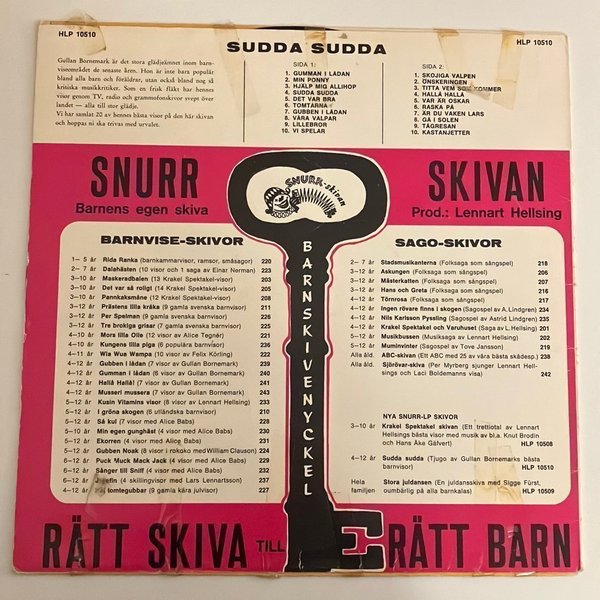 HLP 10510
SUDDA SUDDA
HLP 10510
Gullan Bornemark är det stora glädjeämnet inom barn-
viseområdet de senaste åren. Hon är inte bara populär
bland alla barn och föräldrar, utan också bland nog så
kritiska musikkritiker. Som en frisk fläkt har hennes
visor genom TV, radio och grammofonskivor svept över
landet — alla till stor glädje.
Vi har samlat 20 av hennes bästa visor på den här skivan
och hoppas ni ska trivas med urvalet.
SIDA 1:
1. GUMMAN I LÅDAN
2. MIN PONNY
3. HJÄLP MIG ALLIHOP
4. SUDDA SUDDA
5. DET VAR BRA
6. TOMTARNA
7. GUBBEN I LÅDAN
8. VÅRA VALPAR
9. LILLEBROR
10. VI SPELAR
SIDA 2:
1. SKOJIGA VALPEN
2. ÖNSKERINGEN
3. TITTA VEM SOM KOMMER
4. HALLÅ HALLÅ
5. VAR ÄR OSKAR
6. RASKA PÅ
7. ÄR DU VAKEN LARS
8. GÅ I SOLEN
9. TÅGRESAN
10. KASTANJETTER
SNURR
Barnens egen skiva
SNURR-skivan
SKIVAN
Prod.: Lennart Hellsing
BARNSKIVENYCKEL
BARNVISE-SKIVOR
1— 5 år Rida Ranka (barnkammarvisor, ramsor, småsagor) 220
2— 7 år Dalahästen (10 visor och 1 saga av Einar Nerman) 223
3—10 år Maskeradbalen (13 Krakel Spektakel-visor) 203
3—10 år Det var så roligt (14 Krakel Spektakel-visor) 205
3—10 år Pannkaksmåne (12 Krakel Spektakel-visor) 208
3— 9 år Prästens lilla kråka (9 gamla svenska barnvisor) 211
3—12 år Per Spelman (9 gamla svenska barnvisor) 226
3—12 år Tre brokiga grisar (7 gamla svenska barnvisor) 235
4—10 år Mors lilla Olle (12 visor av Alice Tegnér) 221
4—10 år Kungens lilla piga (6 populära barnvisor) 236
4—11 år Wia Wua Wampa (10 visor av Felix Körling) 222
4—12 år Gubben i lådan (7 visor av Gullan Bornemark) 239
4—12 år Gumman i lådan (6 visor av Gullan Bornemark) 240
4—12 år Hallå Hallå! (visor av Gullan Bornemark) 241
4—12 år Musseri mussera (7 visor av Gullan Bornemark) 243
5—12 år Kusin Vitamins visor (8 visor av Lennart Hellsing) 237
5—12 år I gröna skogen (6 utländska barnvisor) 210
5—12 år Så kul (7 visor med Alice Babs) 227
5—10 år Min egen gunghäst (4 visor med Alice Babs) 231
5—12 år Ekorren (4 visor med Alice Babs) 233
5—12 år Gubben Noak (8 visor i rokoko med William Clauson) 224
6—12 år Puck Muck Mack Jack (4 visor med Alice Babs) 229
6—12 år Sånger till Sniff (4 visor med Alice Babs) 232
6—12 år (4 skillingvisor med Lars Lennartsson) 217
4—12 år tomtegubbar (9 gamla kära julvisor) 227
SAGO-SKIVOR
2— 7 år Stadsmusikanterna (Folksaga som sångspel) 218
3—12 år Askungen (Folksaga som sångspel) 206
5—12 år Mästerkatten (Folksaga som sångspel) 207
3—12 år Hans och Greta (Folksaga som sångspel) 216
4—12 år Törnrosa (Folksaga som sångspel) 217
4—12 år Ingen rövare finns i skogen (Sagospel av A. Lindgren) 234
4—12 år Nils Karlsson Pyssling (Sagospel av Astrid Lindgren) 235
4—12 år Krakel Spektakel och Varuhuset (Saga av L. Hellsing) 201
5—12 år Musikbussen (Musiksaga av Lennart Hellsing) 202
5—12 år Muminvinter (Sagospel av Tove Jansson) 219
Alla åld. ABC-skivan (Ett ABC med 25 av våra bästa skådesp.) 238
Alla åld. Sjörövar-skiva (Per Myrberg sjunger Lennart Hell-
sings och Laci Boldemanns visa) 242
NYA SNURR-LP SKIVOR
3—10 år Krakel Spektakel skivan (Ett trettiotal av Lennart
Hellsings bästa visor med musik av bl.a. Knut Brodin
och Hans Åke Gäfvert) HLP 10508
4—12 år Sudda sudda (Tjugo av Gullan Bornemarks bästa
barnvisor) HLP 10510
Hela familjen Stora juldansen (En juldansskiva med Sigge Fürst,
oumbärlig på alla barnkalas) HLP 10509
RÄTT SKIVA TILL RÄTT BARN